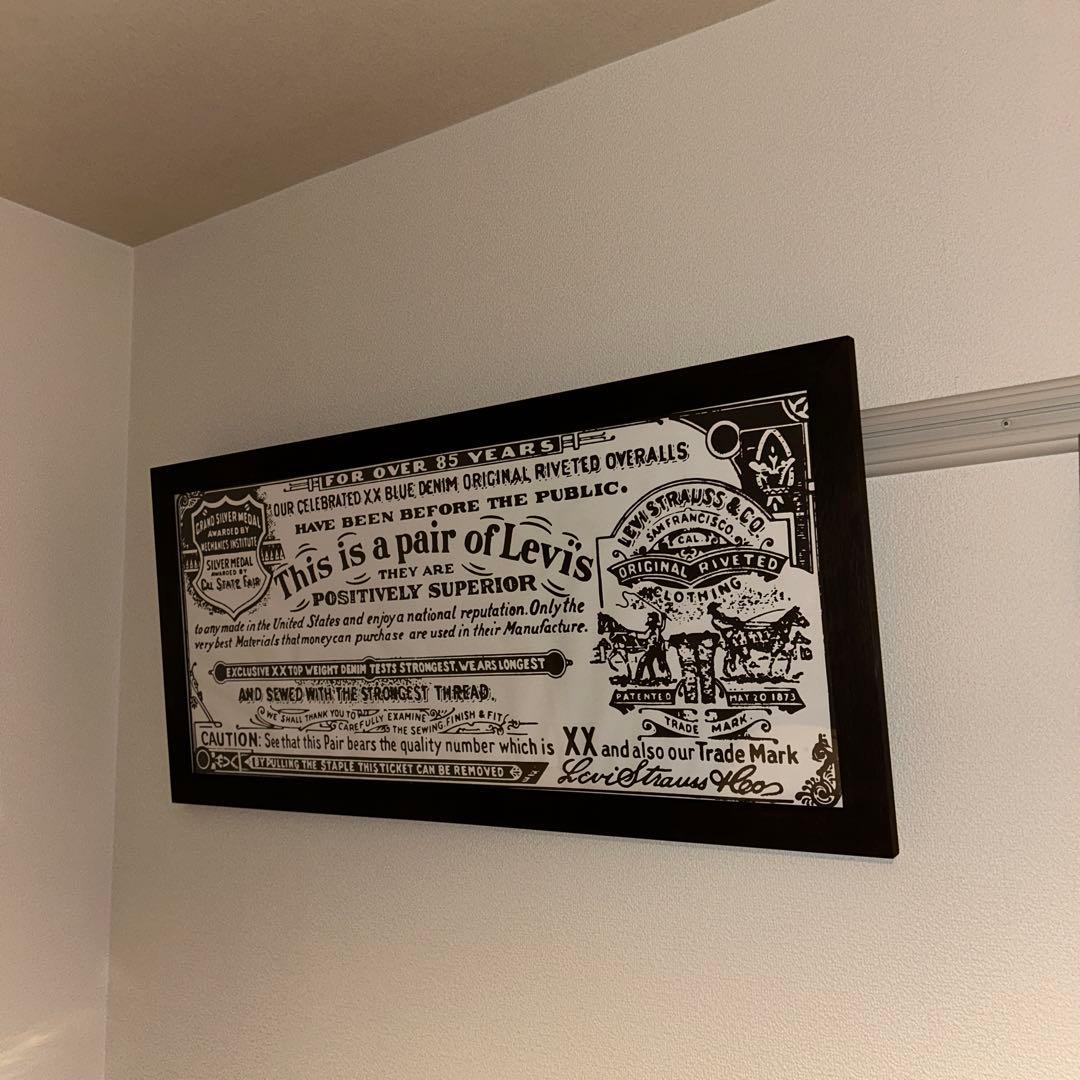 FOR OVER 85 YEARS
OUR CELEBRATED XX BLUE DENIM ORIGINAL RIVETED OVERALLS
HAVE BEEN BEFORE THE PUBLIC.
GRAND SILVER MEDAL
AWARDED BY
MECHANICS INSTITUTE
SILVER MEDAL
AWARDED BY
CAL STATE FAIR
This is a pair of Levi's
THEY ARE
POSITIVELY SUPERIOR
to any made in the United States and enjoy a national reputation. Only the
very best Materials that money can purchase are used in their Manufacture.
EXCLUSIVE XX TOP WEIGHT DENIM TESTS STRONGEST. WEARS LONGEST
AND SEWED WITH THE STRONGEST THREAD.
WE SHALL THANK YOU TO
CAREFULLY EXAMINE
THE SEWING, FINISH & FIT
CAUTION: See that this Pair bears the quality number which is XX and also our Trade Mark
BY PULLING THE STAPLE THIS TICKET CAN BE REMOVED
Levi Strauss & Co
LEVI STRAUSS & CO.
SAN FRANCISCO,
CAL.
ORIGINAL RIVETED
CLOTHING
PATENTED MAY 20 1873
TRADE MARK